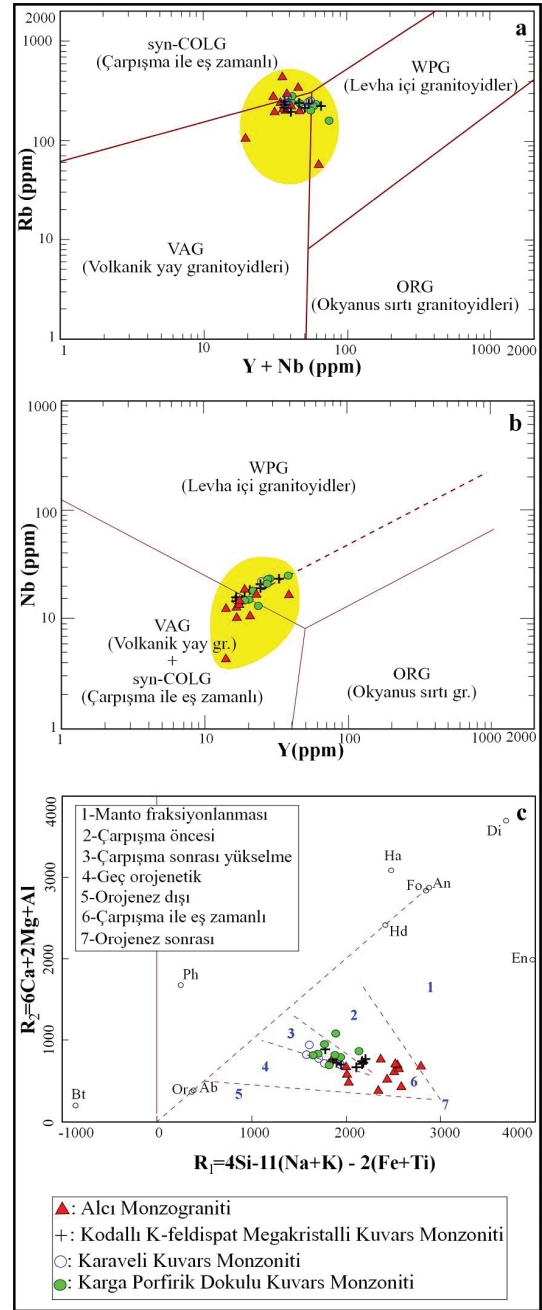 a
2000
1000
100
10
1
Rb (ppm)
syn-COLG
(Çarpışma ile eş zamanlı)
WPG
(Levha içi granitoyidler)
VAG
(Volkanik yay granitoyidleri)
ORG
(Okyanus sırtı granitoyidleri)
1
10
100
1000
2000
Y + Nb (ppm)
b
1000
100
10
1
Nb (ppm)
WPG
(Levha içi granitoyidler)
VAG
(Volkanik yay gr.)
+
syn-COLG
(Çarpışma ile eş zamanlı)
ORG
(Okyanus sırtı gr.)
1
10
100
1000
2000
Y(ppm)
c
1-Manto fraksiyonlanması
2-Çarpışma öncesi
3-Çarpışma sonrası yükselme
4-Geç orojenetik
5-Orojenez dışı
6-Çarpışma ile eş zamanlı
7-Orojenez sonrası
4000
3000
2000
1000
0
R2=6Ca+2Mg+Al
Di
Ha
Fo
An
Hd
En
Ph
Or
Ab
Bt
1
2
3
4
5
6
7
-1000
0
1000
2000
3000
4000
R1=4Si-11(Na+K) - 2(Fe+Ti)
: Alcı Monzograniti
: Kodallı K-feldispat Megakristalli Kuvars Monzoniti
: Karaveli Kuvars Monzoniti
: Karga Porfirik Dokulu Kuvars Monzoniti